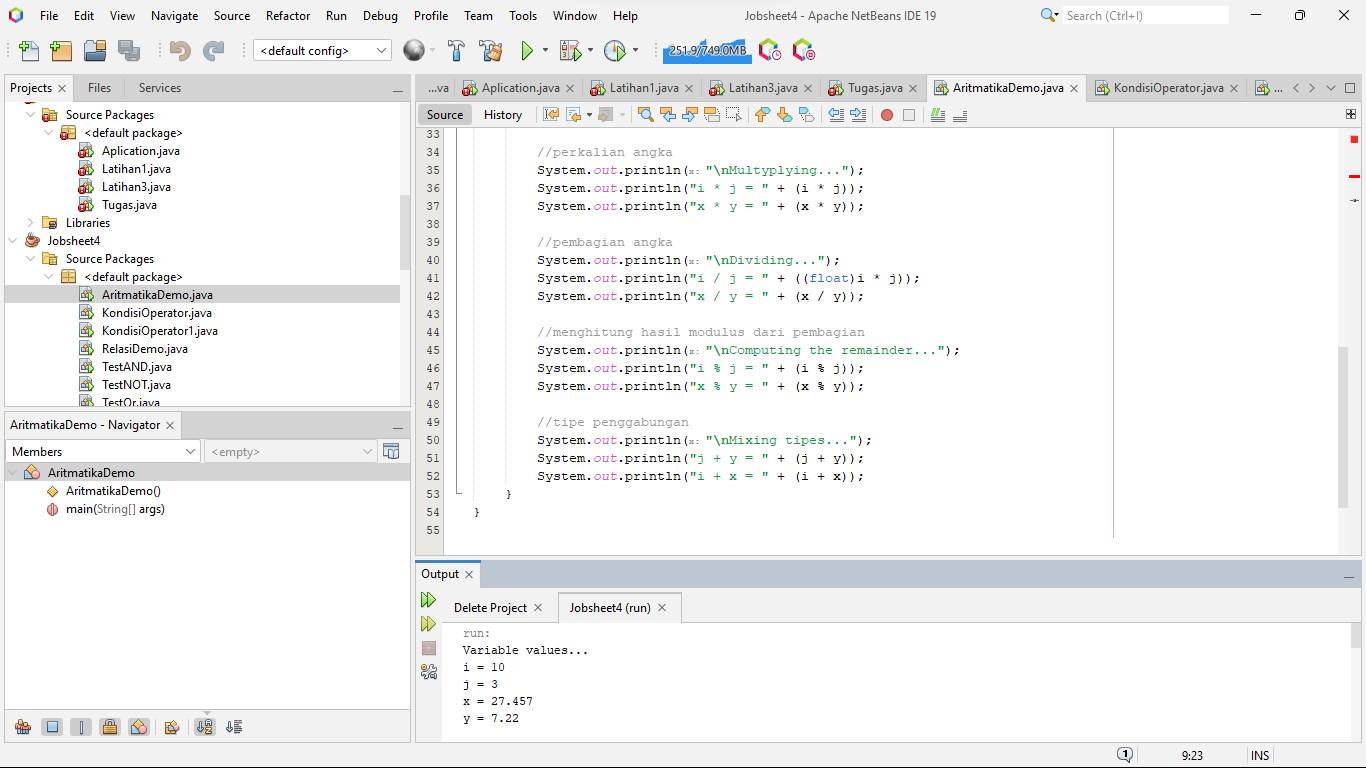 File Edit View Navigate Source Refactor Run Debug Profile Team Tools Window Help
Jobsheet4 - Apache NetBeans IDE 19
Search (Ctrl+I)
<default config>
251.9/749.0MB
Projects Files Services
Source Packages
<default package>
Aplication.java
Latihan1.java
Latihan3.java
Tugas.java
Libraries
Jobsheet4
Source Packages
<default package>
AritmatikaDemo.java
KondisiOperator.java
KondisiOperator1.java
RelasiDemo.java
TestAND.java
TestNOT.java
TestOr.java
AritmatikaDemo - Navigator
Members <empty>
AritmatikaDemo
AritmatikaDemo()
main(String[] args)
...va Aplication.java Latihan1.java Latihan3.java Tugas.java AritmatikaDemo.java KondisiOperator.java ...
Source History
33
34 //perkalian angka
35 System.out.println(x: "\nMultyplying...");
36 System.out.println("i * j = " + (i * j));
37 System.out.println("x * y = " + (x * y));
38
39 //pembagian angka
40 System.out.println(x: "\nDividing...");
41 System.out.println("i / j = " + ((float)i * j));
42 System.out.println("x / y = " + (x / y));
43
44 //menghitung hasil modulus dari pembagian
45 System.out.println(x: "\nComputing the remainder...");
46 System.out.println("i % j = " + (i % j));
47 System.out.println("x % y = " + (x % y));
48
49 //tipe penggabungan
50 System.out.println(x: "\nMixing tipes...");
51 System.out.println("j + y = " + (j + y));
52 System.out.println("i + x = " + (i + x));
53 }
54 }
55
Output
Delete Project Jobsheet4 (run)
run:
Variable values...
i = 10
j = 3
x = 27.457
y = 7.22
1 9:23 INS